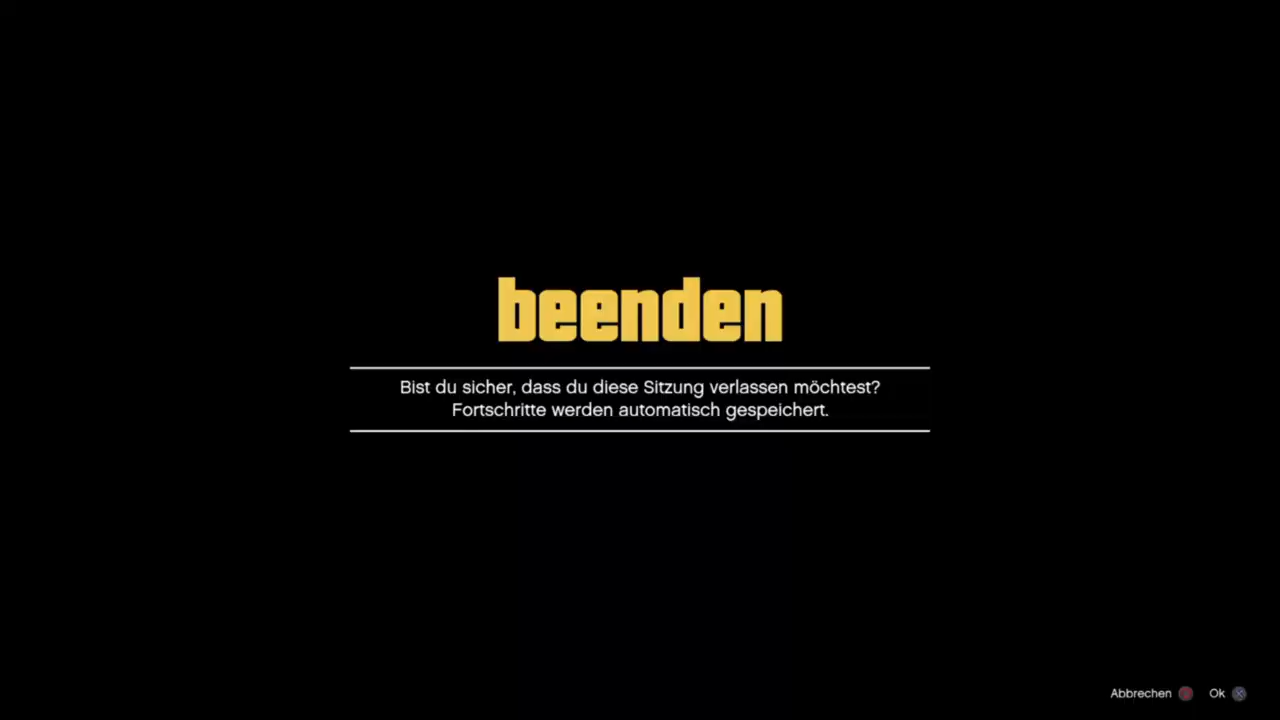 beenden
Bist du sicher, dass du diese Sitzung verlassen möchtest?
Fortschritte werden automatisch gespeichert.
Abbrechen Ok